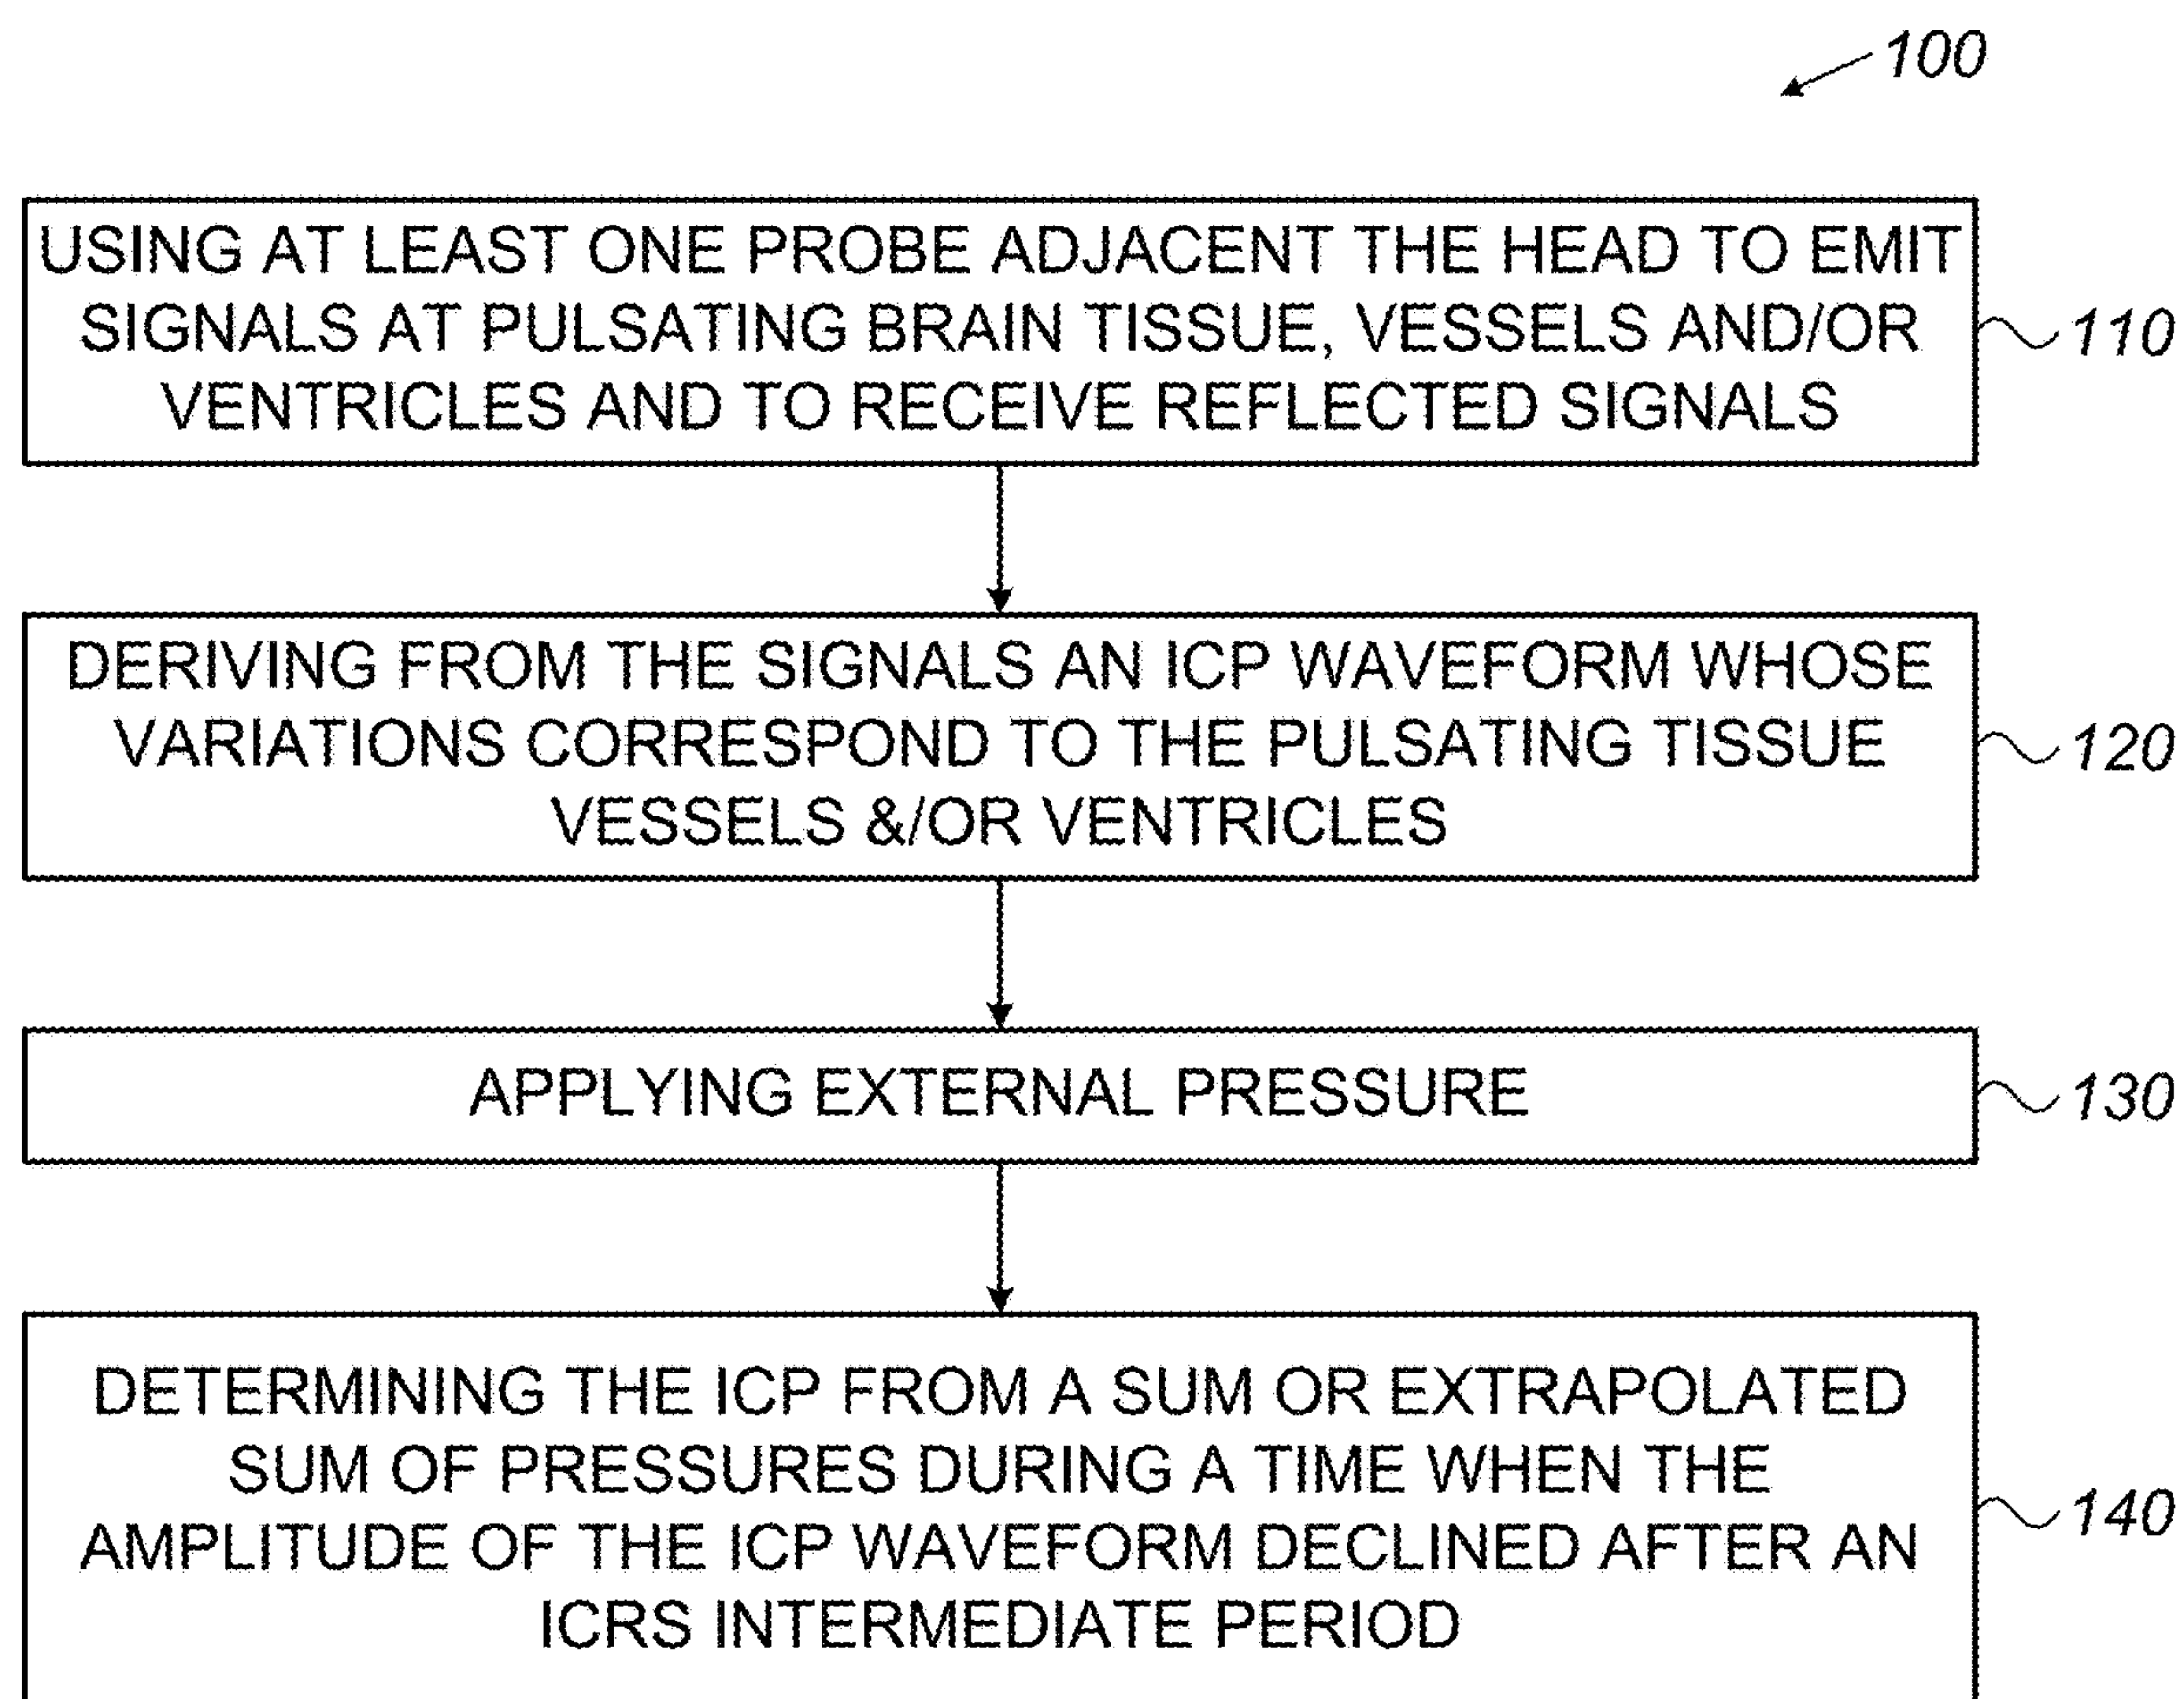 100
USING AT LEAST ONE PROBE ADJACENT THE HEAD TO EMIT
SIGNALS AT PULSATING BRAIN TISSUE, VESSELS AND/OR
VENTRICLES AND TO RECEIVE REFLECTED SIGNALS
110
DERIVING FROM THE SIGNALS AN ICP WAVEFORM WHOSE
VARIATIONS CORRESPOND TO THE PULSATING TISSUE
VESSELS &/OR VENTRICLES
120
APPLYING EXTERNAL PRESSURE
130
DETERMINING THE ICP FROM A SUM OR EXTRAPOLATED
SUM OF PRESSURES DURING A TIME WHEN THE
AMPLITUDE OF THE ICP WAVEFORM DECLINED AFTER AN
ICRS INTERMEDIATE PERIOD
140